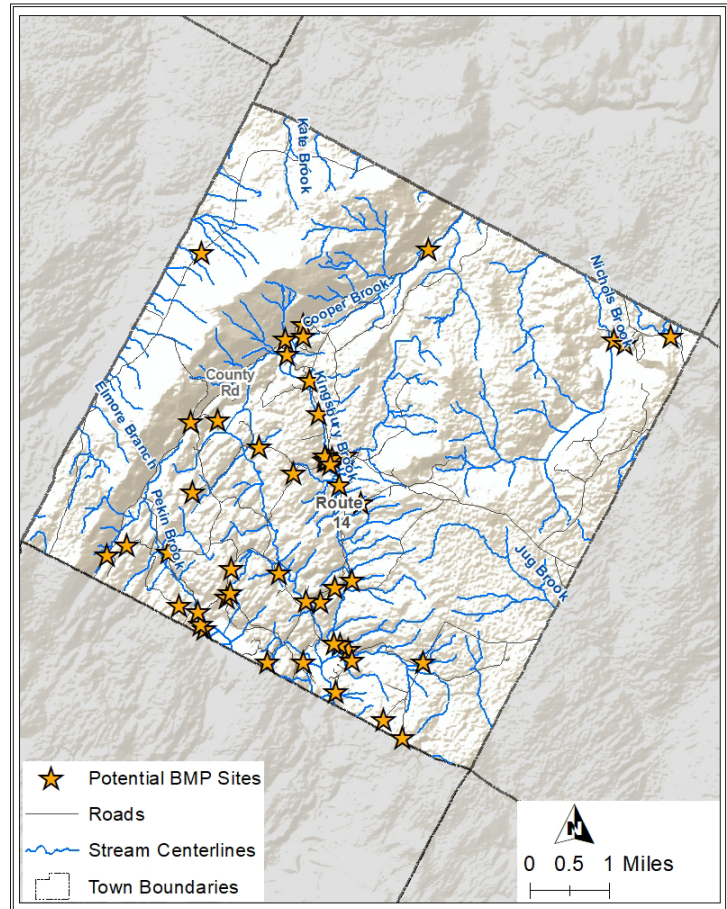 Kate Brook
Nichols Brook
Cooper Brook
County
Rd
Kingsbury Brook
Elmore Branch
Pekin Brook
Route
14
Jug Brook
Potential BMP Sites
Roads
Stream Centerlines
Town Boundaries
N
0 0.5 1 Miles